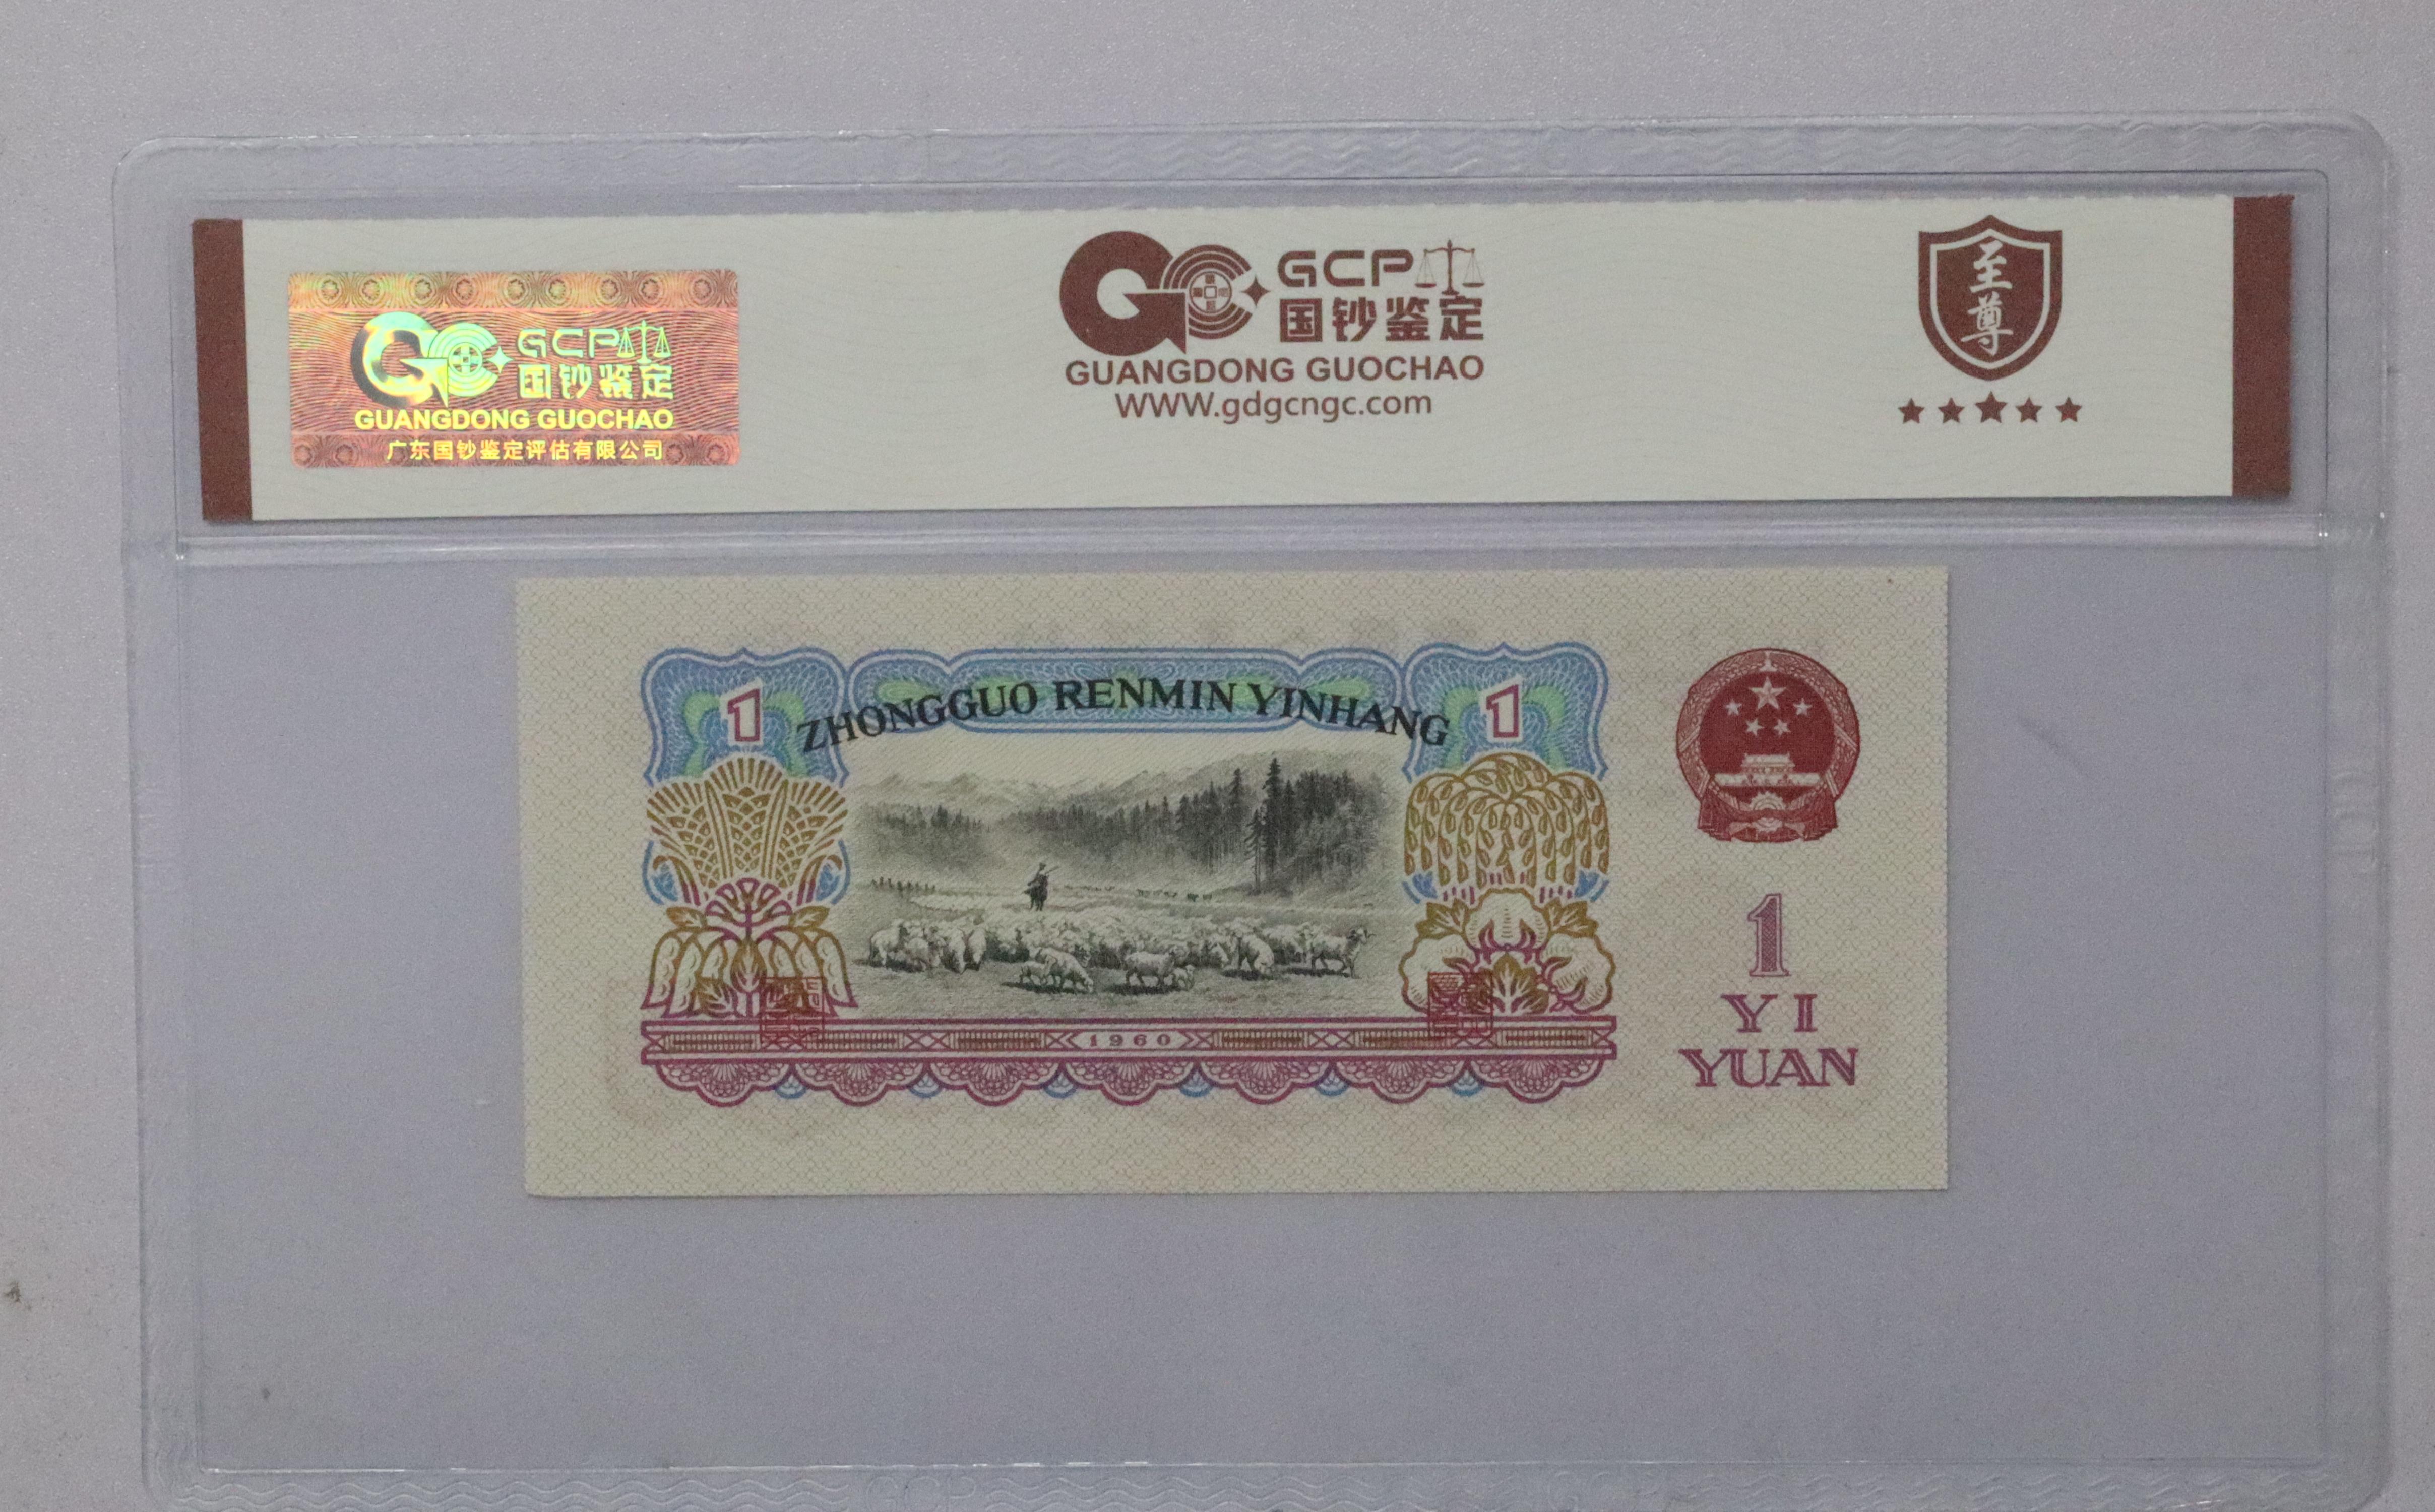 GCP
国钞鉴定
GUANGDONG GUOCHAO
广东国钞鉴定评估有限公司
GCP
国钞鉴定
GUANGDONG GUOCHAO
WWW.gdgcngc.com
至尊
ZHONGGUO RENMIN YINHANG
1
1
1960
1
YI
YUAN